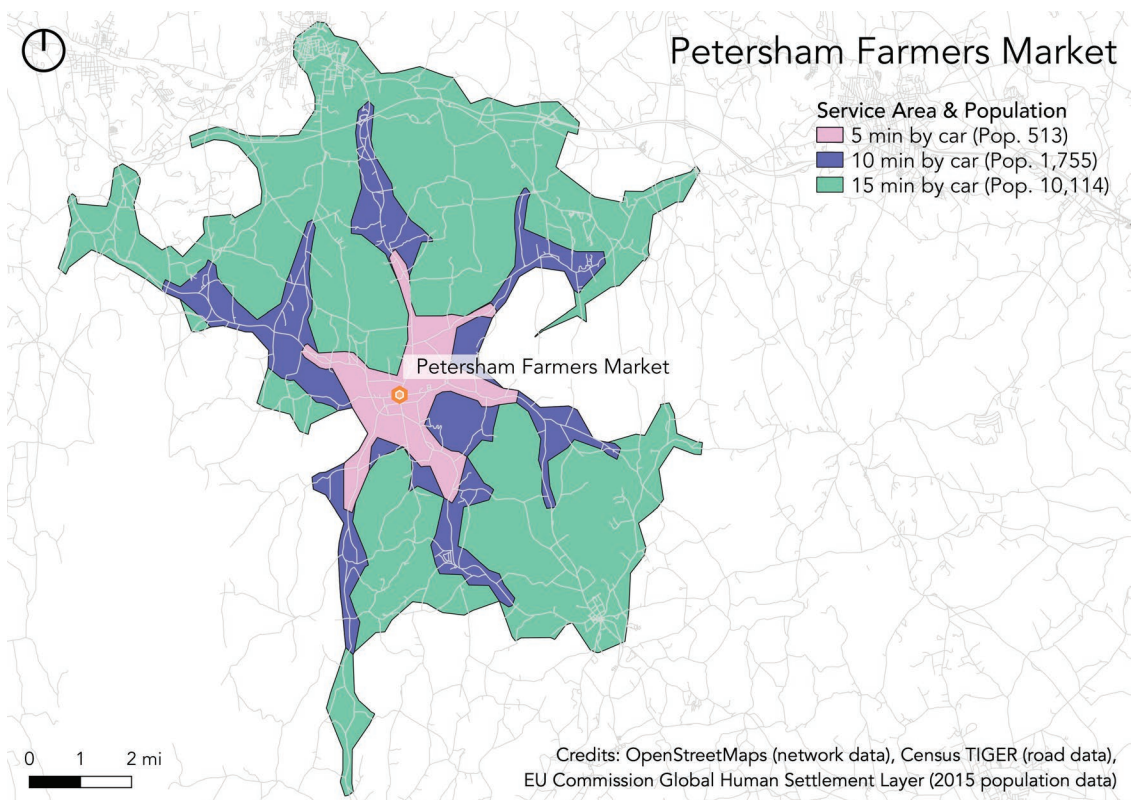 Petersham Farmers Market
Service Area & Population
5 min by car (Pop. 513)
10 min by car (Pop. 1,755)
15 min by car (Pop. 10,114)
Petersham Farmers Market
0 1 2 mi
Credits: OpenStreetMaps (network data), Census TIGER (road data),
EU Commission Global Human Settlement Layer (2015 population data)